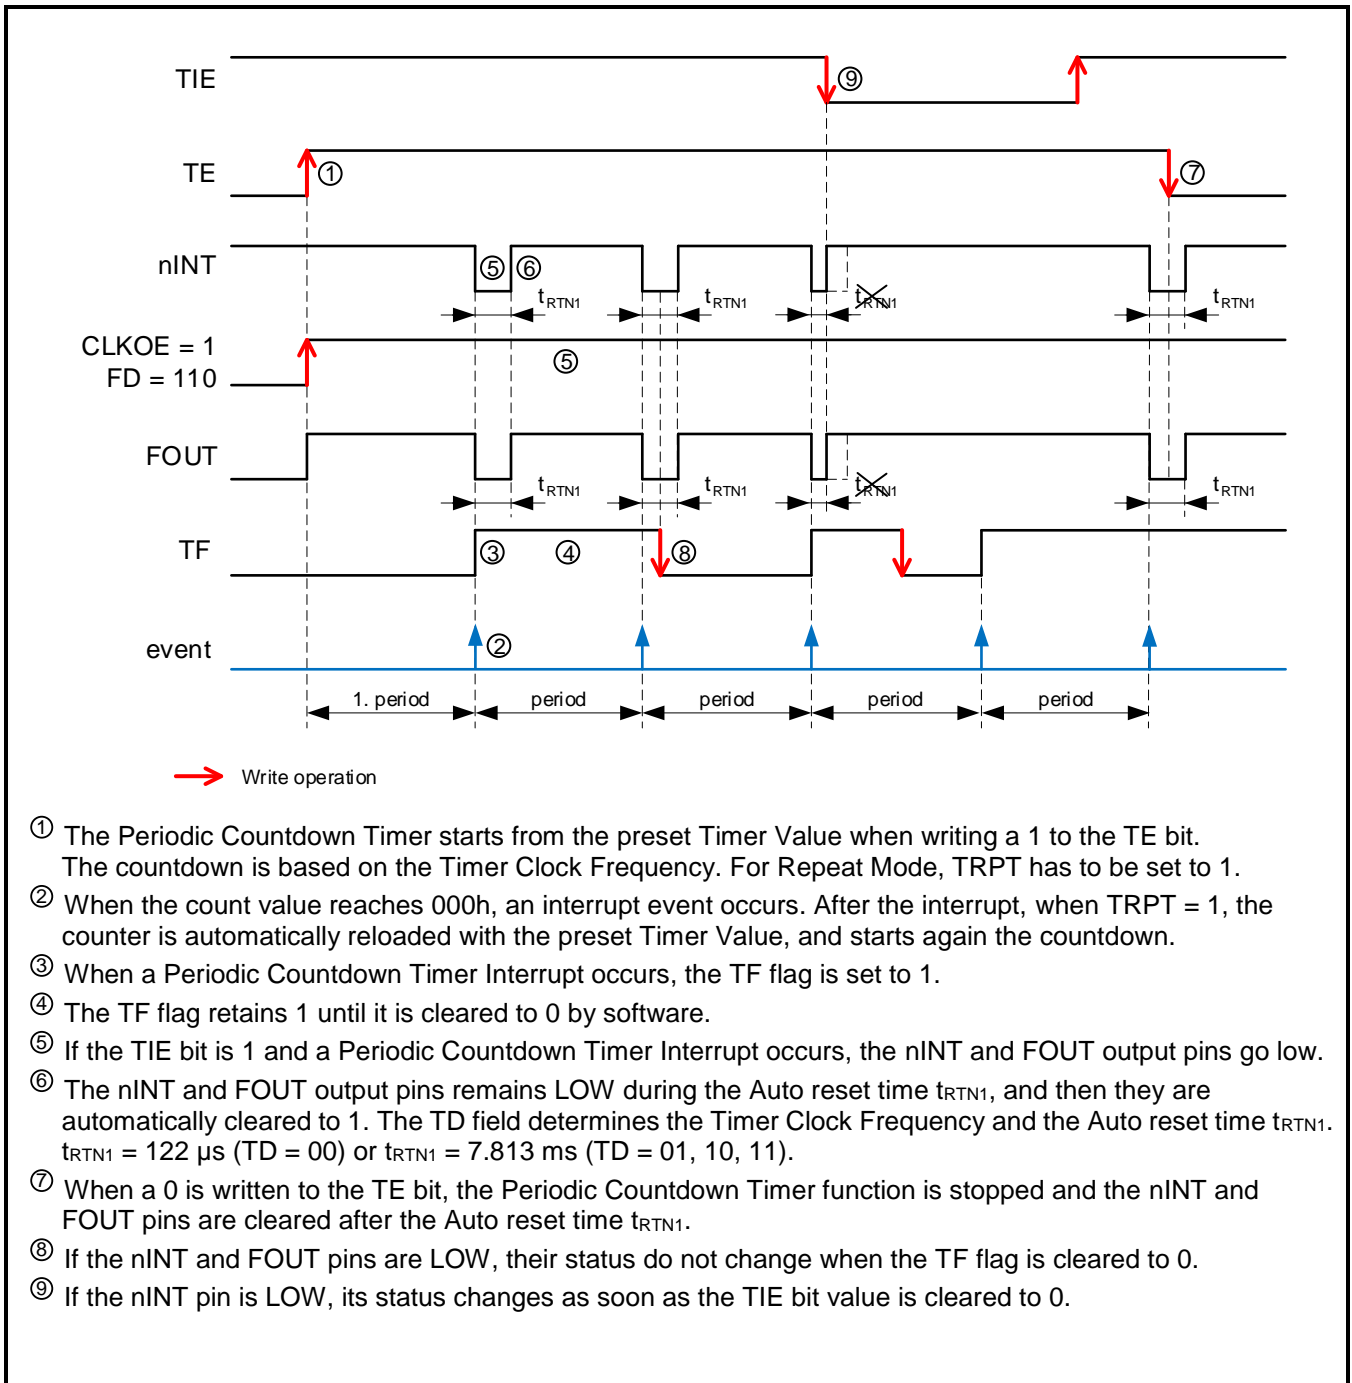 TIE
⑨
TE
①
⑦
nINT
⑤ ⑥
tRTN1 tRTN1 tRTN1 tRTN1
CLKOE = 1
FD = 110
⑤
FOUT
tRTN1 tRTN1 tRTN1 tRTN1
TF
③ ④ ⑧
event
②
1. period period period period period
Write operation
① The Periodic Countdown Timer starts from the preset Timer Value when writing a 1 to the TE bit.
The countdown is based on the Timer Clock Frequency. For Repeat Mode, TRPT has to be set to 1.
② When the count value reaches 000h, an interrupt event occurs. After the interrupt, when TRPT = 1, the
counter is automatically reloaded with the preset Timer Value, and starts again the countdown.
③ When a Periodic Countdown Timer Interrupt occurs, the TF flag is set to 1.
④ The TF flag retains 1 until it is cleared to 0 by software.
⑤ If the TIE bit is 1 and a Periodic Countdown Timer Interrupt occurs, the nINT and FOUT output pins go low.
⑥ The nINT and FOUT output pins remains LOW during the Auto reset time tRTN1, and then they are
automatically cleared to 1. The TD field determines the Timer Clock Frequency and the Auto reset time tRTN1.
tRTN1 = 122 µs (TD = 00) or tRTN1 = 7.813 ms (TD = 01, 10, 11).
⑦ When a 0 is written to the TE bit, the Periodic Countdown Timer function is stopped and the nINT and
FOUT pins are cleared after the Auto reset time tRTN1.
⑧ If the nINT and FOUT pins are LOW, their status do not change when the TF flag is cleared to 0.
⑨ If the nINT pin is LOW, its status changes as soon as the TIE bit value is cleared to 0.